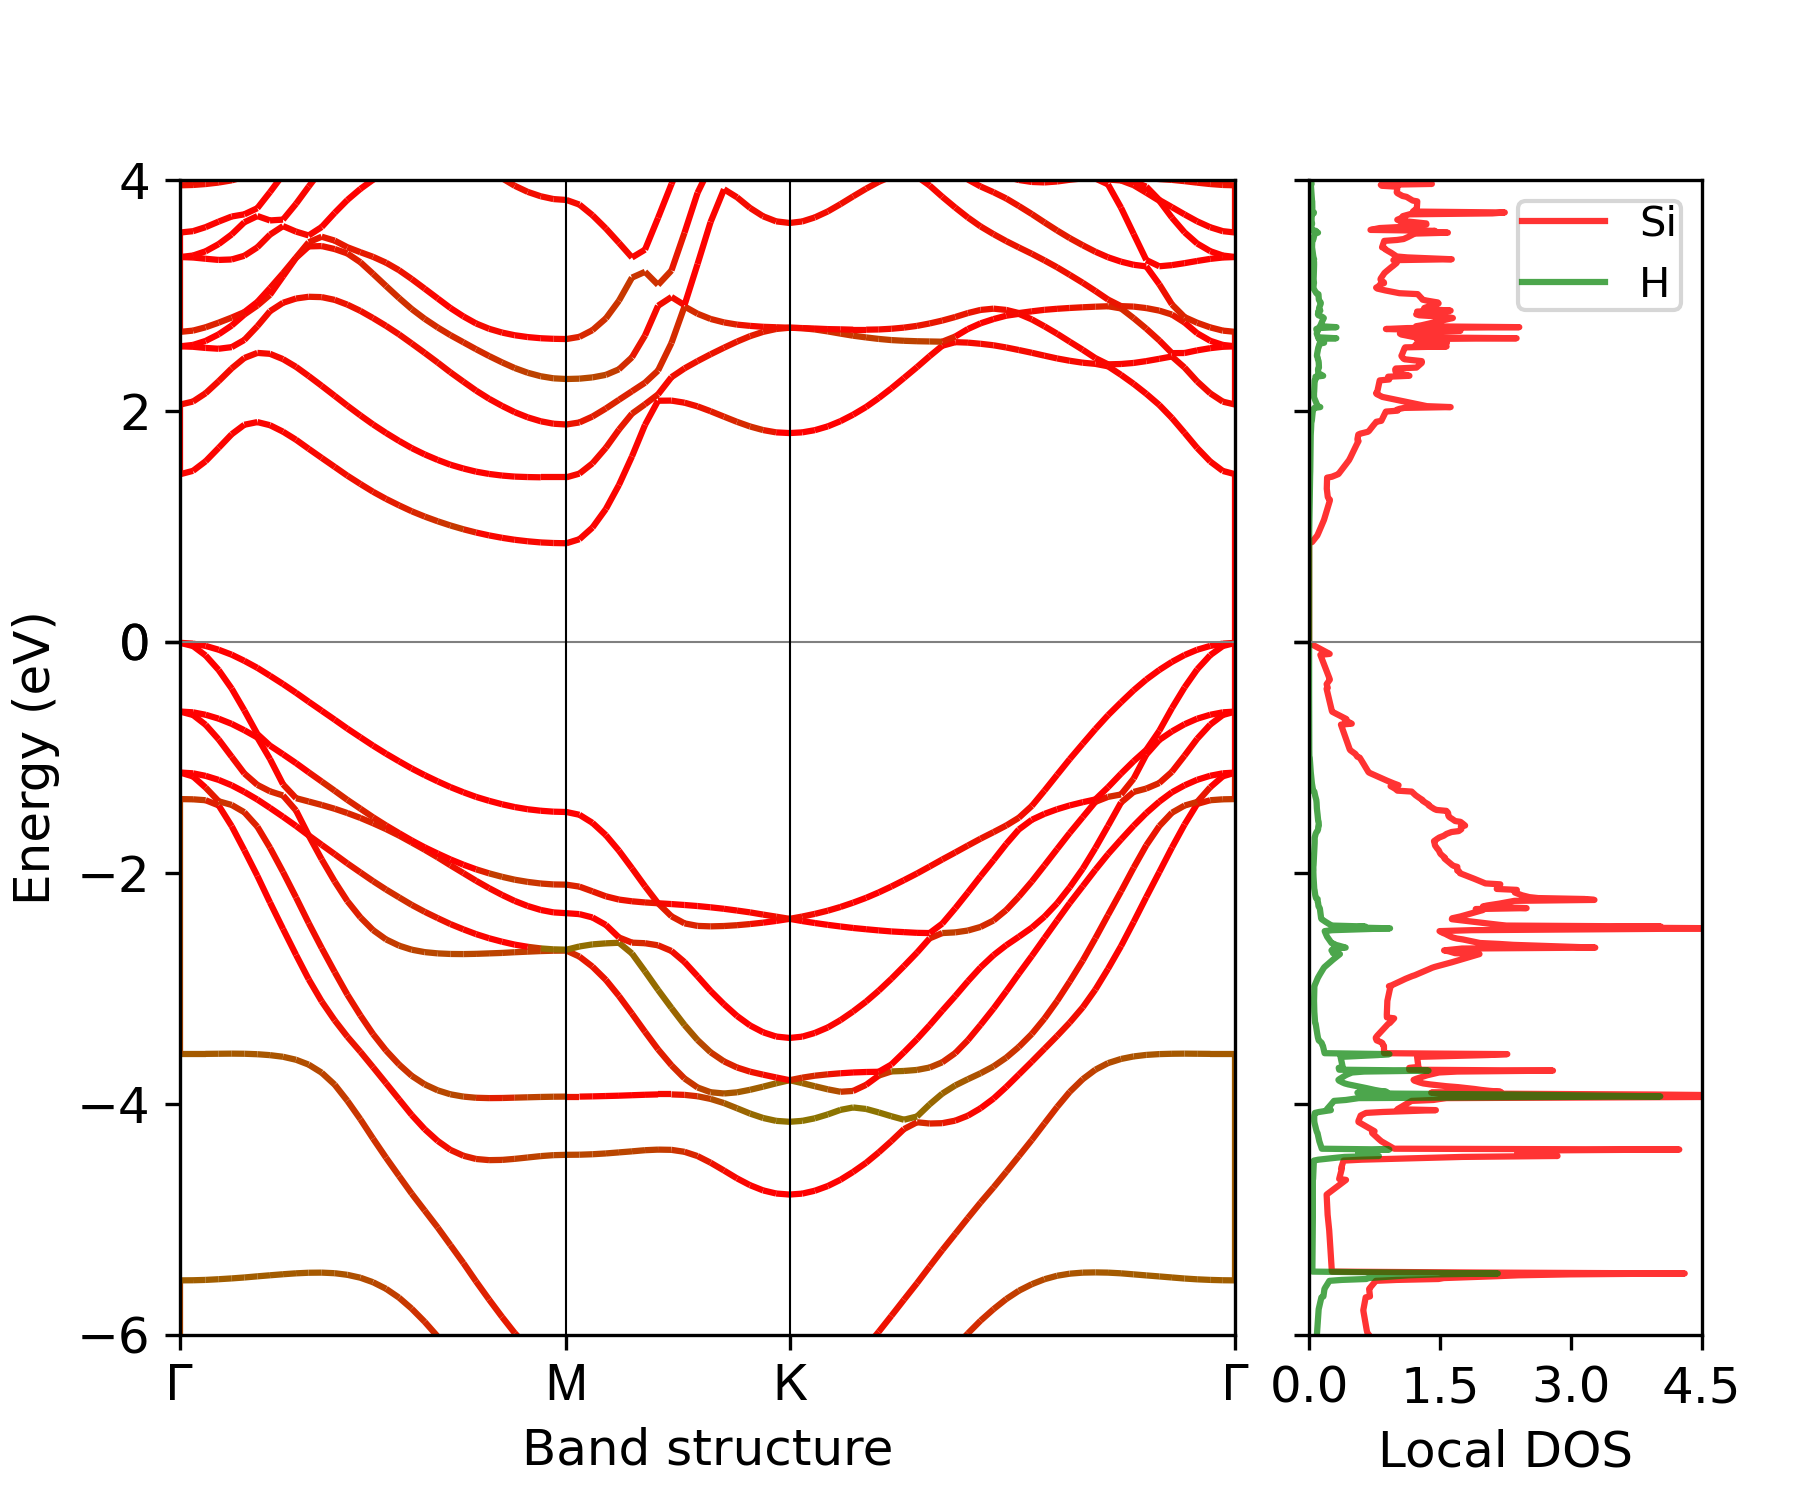 4
2
0
−2
−4
−6
Energy (eV)
Γ
M
K
Γ
Band structure
Si
H
0.0
1.5
3.0
4.5
Local DOS